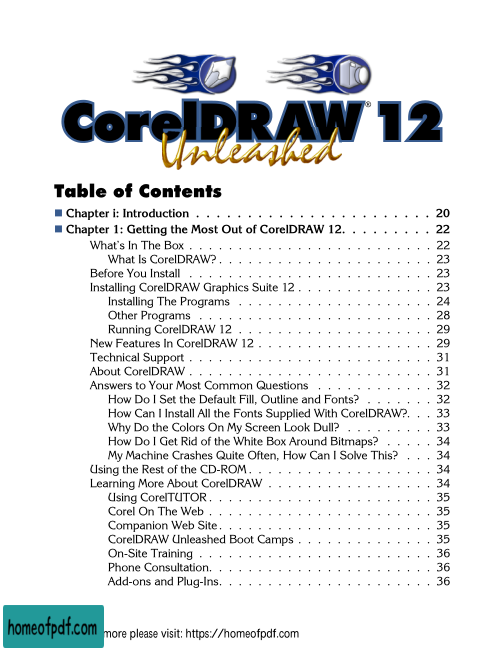 CorelDRAW® 12
Unleashed
Table of Contents
Chapter i: Introduction . . . . . . . . . . . . . . . . . . . . . . . 20
Chapter 1: Getting the Most Out of CorelDRAW 12. . . . . . . . . 22
What's In The Box . . . . . . . . . . . . . . . . . . . . . . . . 22
What Is CorelDRAW? . . . . . . . . . . . . . . . . . . . . . 23
Before You Install . . . . . . . . . . . . . . . . . . . . . . . . 23
Installing CorelDRAW Graphics Suite 12 . . . . . . . . . . . . . 23
Installing The Programs . . . . . . . . . . . . . . . . . . . 24
Other Programs . . . . . . . . . . . . . . . . . . . . . . . 28
Running CorelDRAW 12 . . . . . . . . . . . . . . . . . . . 29
New Features In CorelDRAW 12 . . . . . . . . . . . . . . . . . 29
Technical Support . . . . . . . . . . . . . . . . . . . . . . . . 31
About CorelDRAW . . . . . . . . . . . . . . . . . . . . . . . . 31
Answers to Your Most Common Questions . . . . . . . . . . . . 32
How Do I Set the Default Fill, Outline and Fonts? . . . . . . . 32
How Can I Install All the Fonts Supplied With CorelDRAW?. . . 33
Why Do the Colors On My Screen Look Dull? . . . . . . . . . 33
How Do I Get Rid of the White Box Around Bitmaps? . . . . . 34
My Machine Crashes Quite Often, How Can I Solve This? . . . 34
Using the Rest of the CD-ROM . . . . . . . . . . . . . . . . . . 34
Learning More About CorelDRAW . . . . . . . . . . . . . . . . 34
Using CorelTUTOR . . . . . . . . . . . . . . . . . . . . . . 35
Corel On The Web . . . . . . . . . . . . . . . . . . . . . . 35
Companion Web Site . . . . . . . . . . . . . . . . . . . . . 35
CorelDRAW Unleashed Boot Camps . . . . . . . . . . . . . 35
On-Site Training . . . . . . . . . . . . . . . . . . . . . . . 36
Phone Consultation. . . . . . . . . . . . . . . . . . . . . . 36
Add-ons and Plug-Ins. . . . . . . . . . . . . . . . . . . . . 36
homeofpdf.com more please visit: https://homeofpdf.com